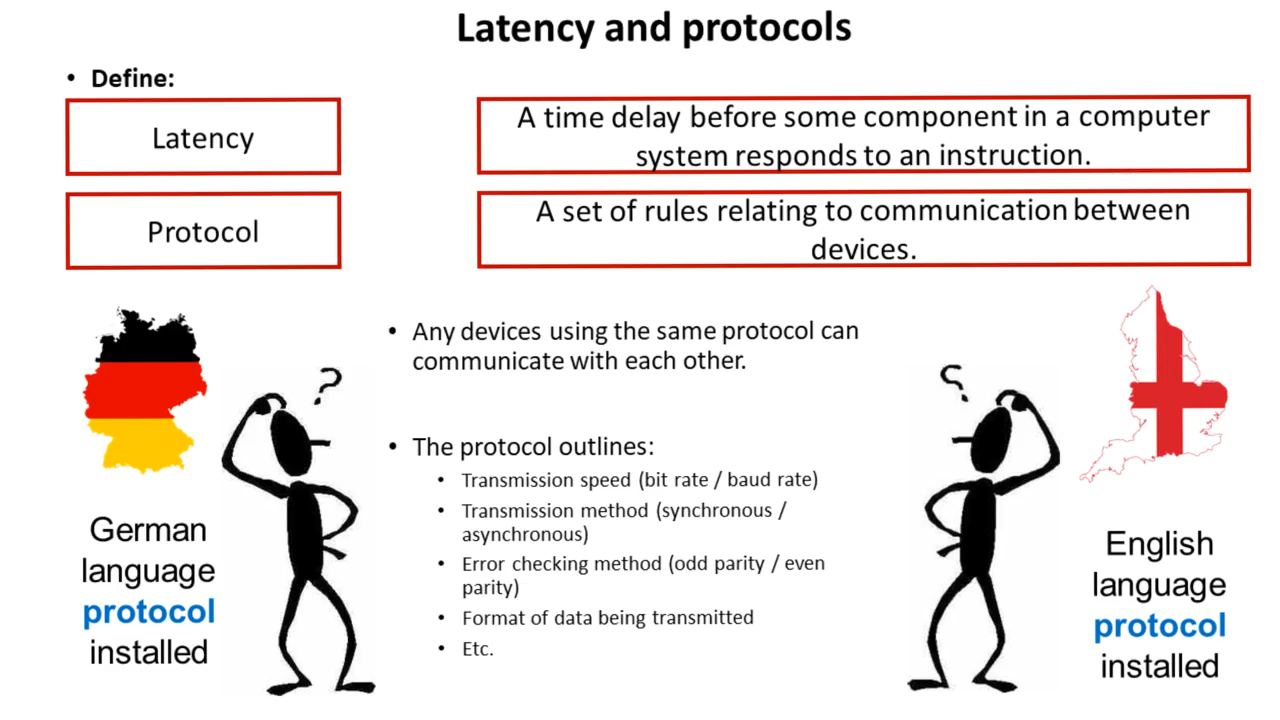 Latency and protocols
• Define:
Latency
A time delay before some component in a computer
system responds to an instruction.
Protocol
A set of rules relating to communication between
devices.
• Any devices using the same protocol can
communicate with each other.
? ?
• The protocol outlines:
• Transmission speed (bit rate / baud rate)
• Transmission method (synchronous /
asynchronous)
• Error checking method (odd parity / even
parity)
• Format of data being transmitted
• Etc.
German
language
protocol
installed
English
language
protocol
installed